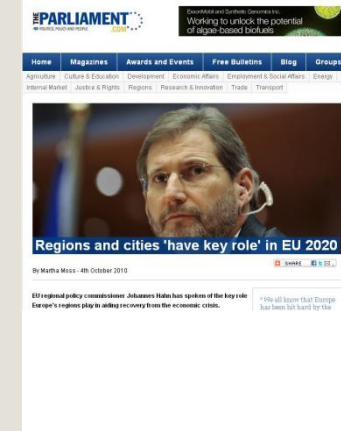 THE PARLIAMENT
POLITICS, POLICY AND PEOPLE
.COM
ExxonMobil and Synthetic Genomics Inc.
Working to unlock the potential
of algae-based biofuels
Home Magazines Awards and Events Free Bulletins Blog Groups
Agriculture Culture & Education Development Economic Affairs Employment & Social Affairs Energy
Internal Market Justice & Rights Regions Research & Innovation Trade Transport
Regions and cities 'have key role' in EU 2020
SHARE
By Martha Moss - 4th October 2010
EU regional policy commissioner Johannes Hahn has spoken of the key role
Europe's regions play in aiding recovery from the economic crisis.
"We all know that Europe
has been hit hard by the